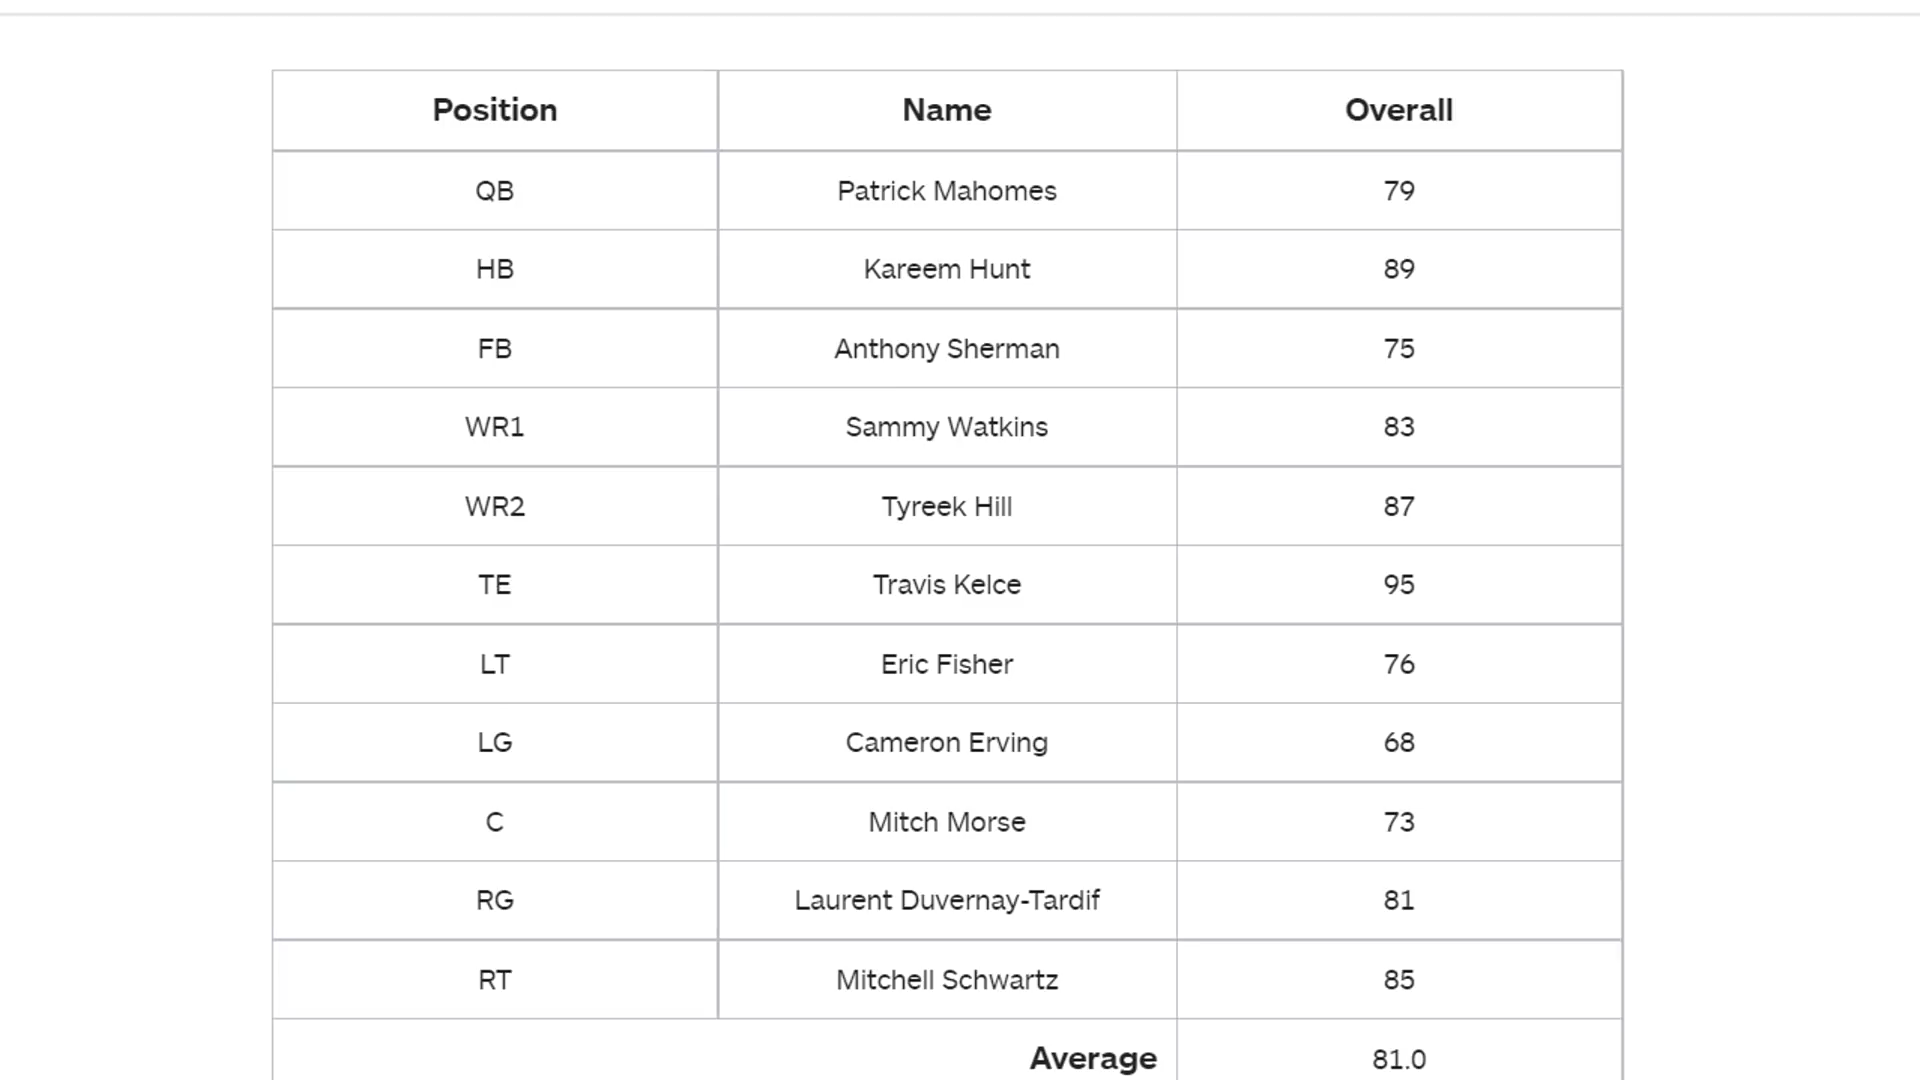 Position Name Overall
QB Patrick Mahomes 79
HB Kareem Hunt 89
FB Anthony Sherman 75
WR1 Sammy Watkins 83
WR2 Tyreek Hill 87
TE Travis Kelce 95
LT Eric Fisher 76
LG Cameron Erving 68
C Mitch Morse 73
RG Laurent Duvernay-Tardif 81
RT Mitchell Schwartz 85
Average 81.0